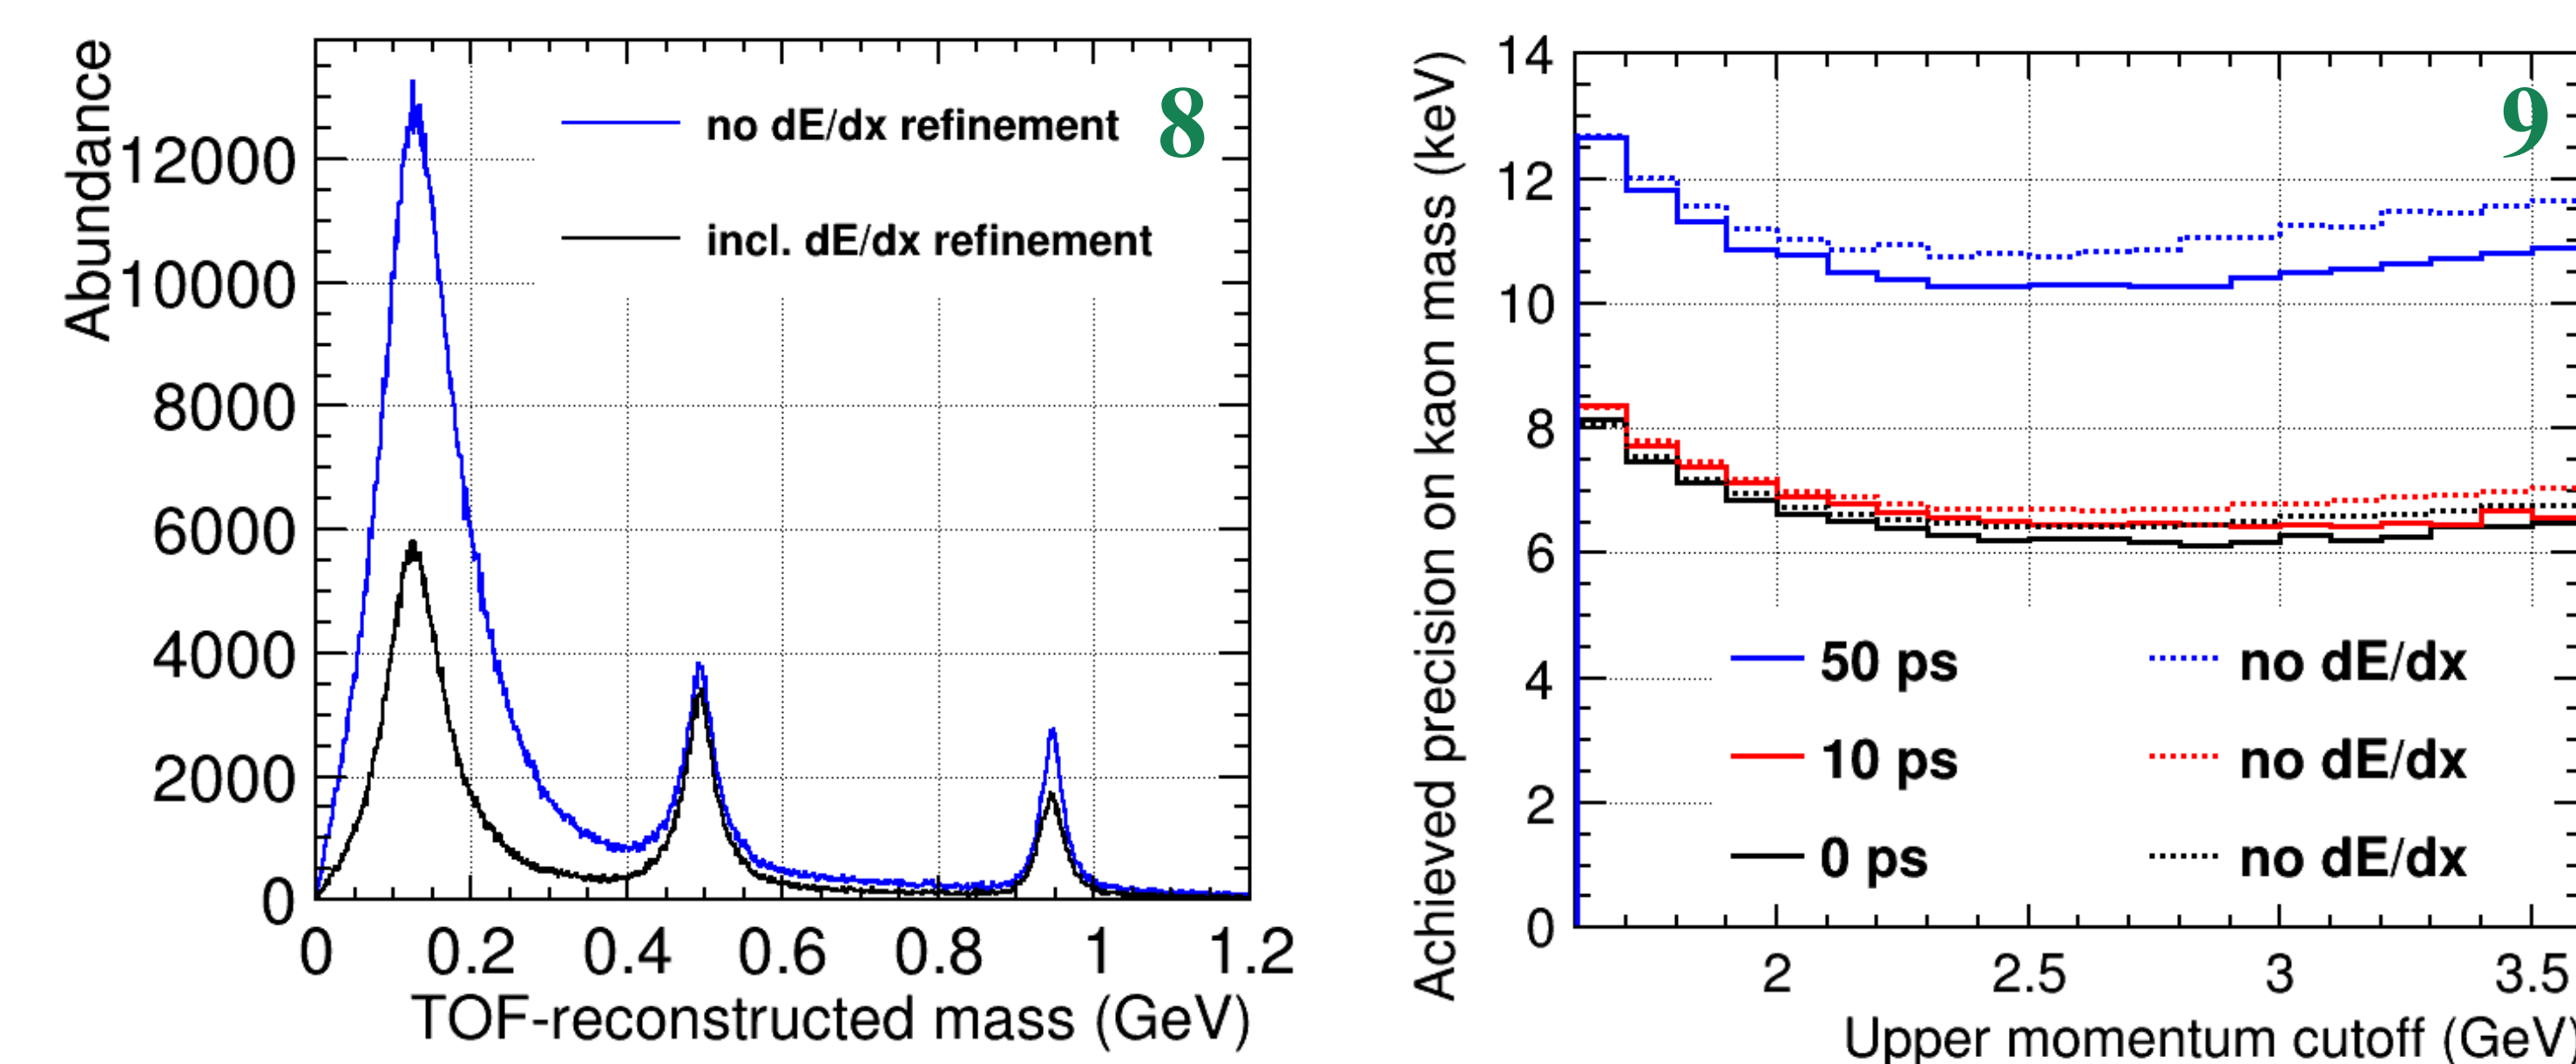 Abundance
12000
10000
8000
6000
4000
2000
0
no dE/dx refinement
incl. dE/dx refinement
8
0 0.2 0.4 0.6 0.8 1 1.2
TOF-reconstructed mass (GeV)
Achieved precision on kaon mass (keV)
14
12
10
8
6
4
2
0
9
50 ps no dE/dx
10 ps no dE/dx
0 ps no dE/dx
2 2.5 3 3.5
Upper momentum cutoff (GeV)